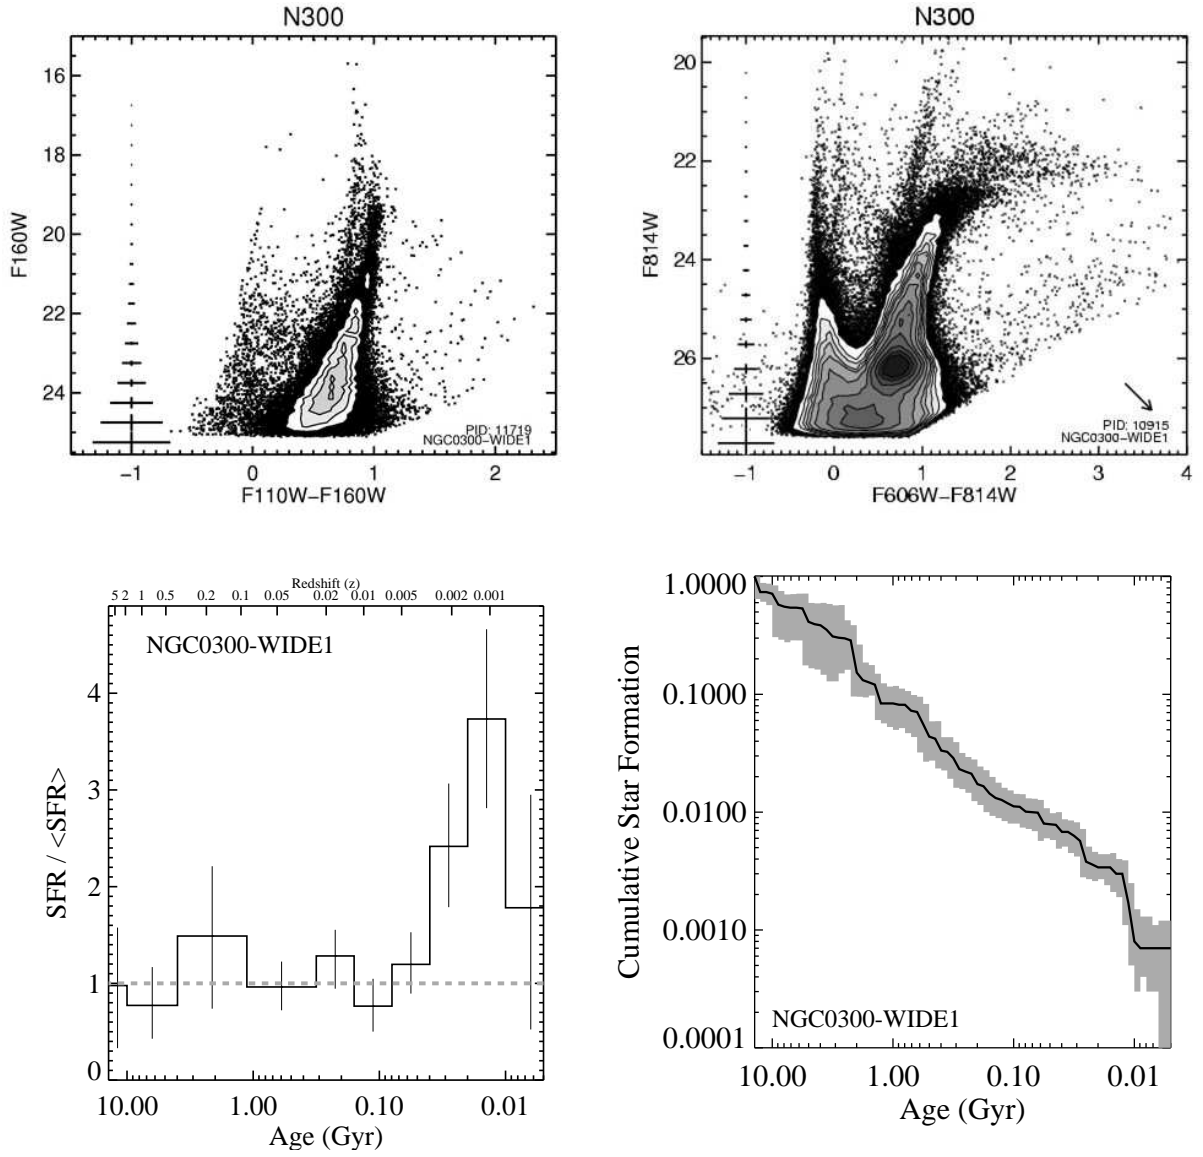 N300
16
18
20
22
24
F160W
−1
0
1
2
F110W−F160W
PID: 11719
NGC0300−WIDE1
N300
20
22
24
26
F814W
−1
0
1
2
3
4
F606W−F814W
PID: 10915
NGC0300−WIDE1
Redshift (z)
5 2 1 0.5 0.2 0.1 0.05 0.02 0.01 0.005 0.002 0.001
NGC0300-WIDE1
4
3
2
1
0
SFR / <SFR>
10.00 1.00 0.10 0.01
Age (Gyr)
1.0000
0.1000
0.0100
0.0010
0.0001
Cumulative Star Formation
NGC0300-WIDE1
10.00 1.00 0.10 0.01
Age (Gyr)